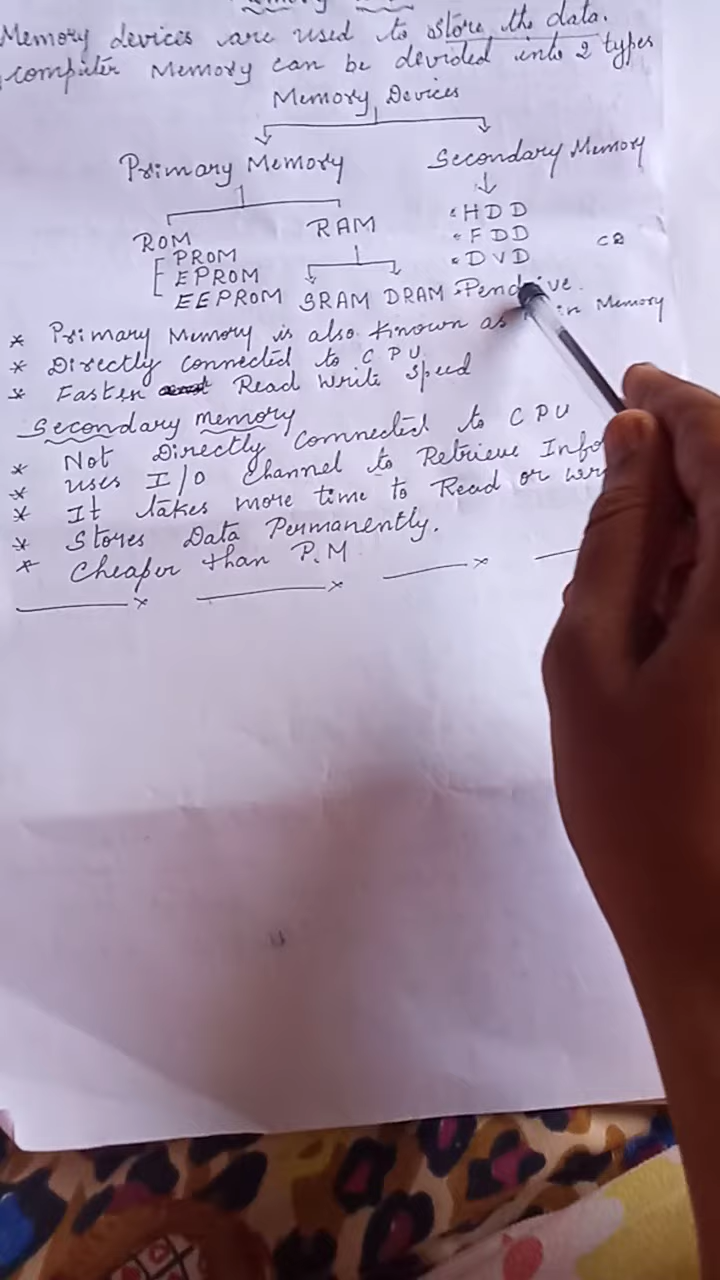 Memory devices are used to store the data.
computer Memory can be devided into 2 types
Memory Devices
Primary Memory
Secondary Memory
ROM
PROM
EPROM
EEPROM
RAM
SRAM DRAM
HDD
FDD
DVD
Pendrive.
* Primary Memory is also known as Memory
* Directly connected to CPU
* Faster Read Write Speed
Secondary memory
* Not Directly connected to CPU
* uses I/O channel to Retrieve
* It takes more time to Read or
* Stores Data Permanently.
* Cheaper than P.M